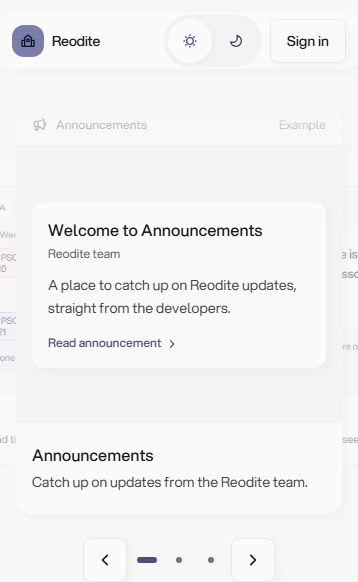 Reodite
Sign in
Announcements
Example
Welcome to Announcements
Reodite team
A place to catch up on Reodite updates,
straight from the developers.
Read announcement
Announcements
Catch up on updates from the Reodite team.